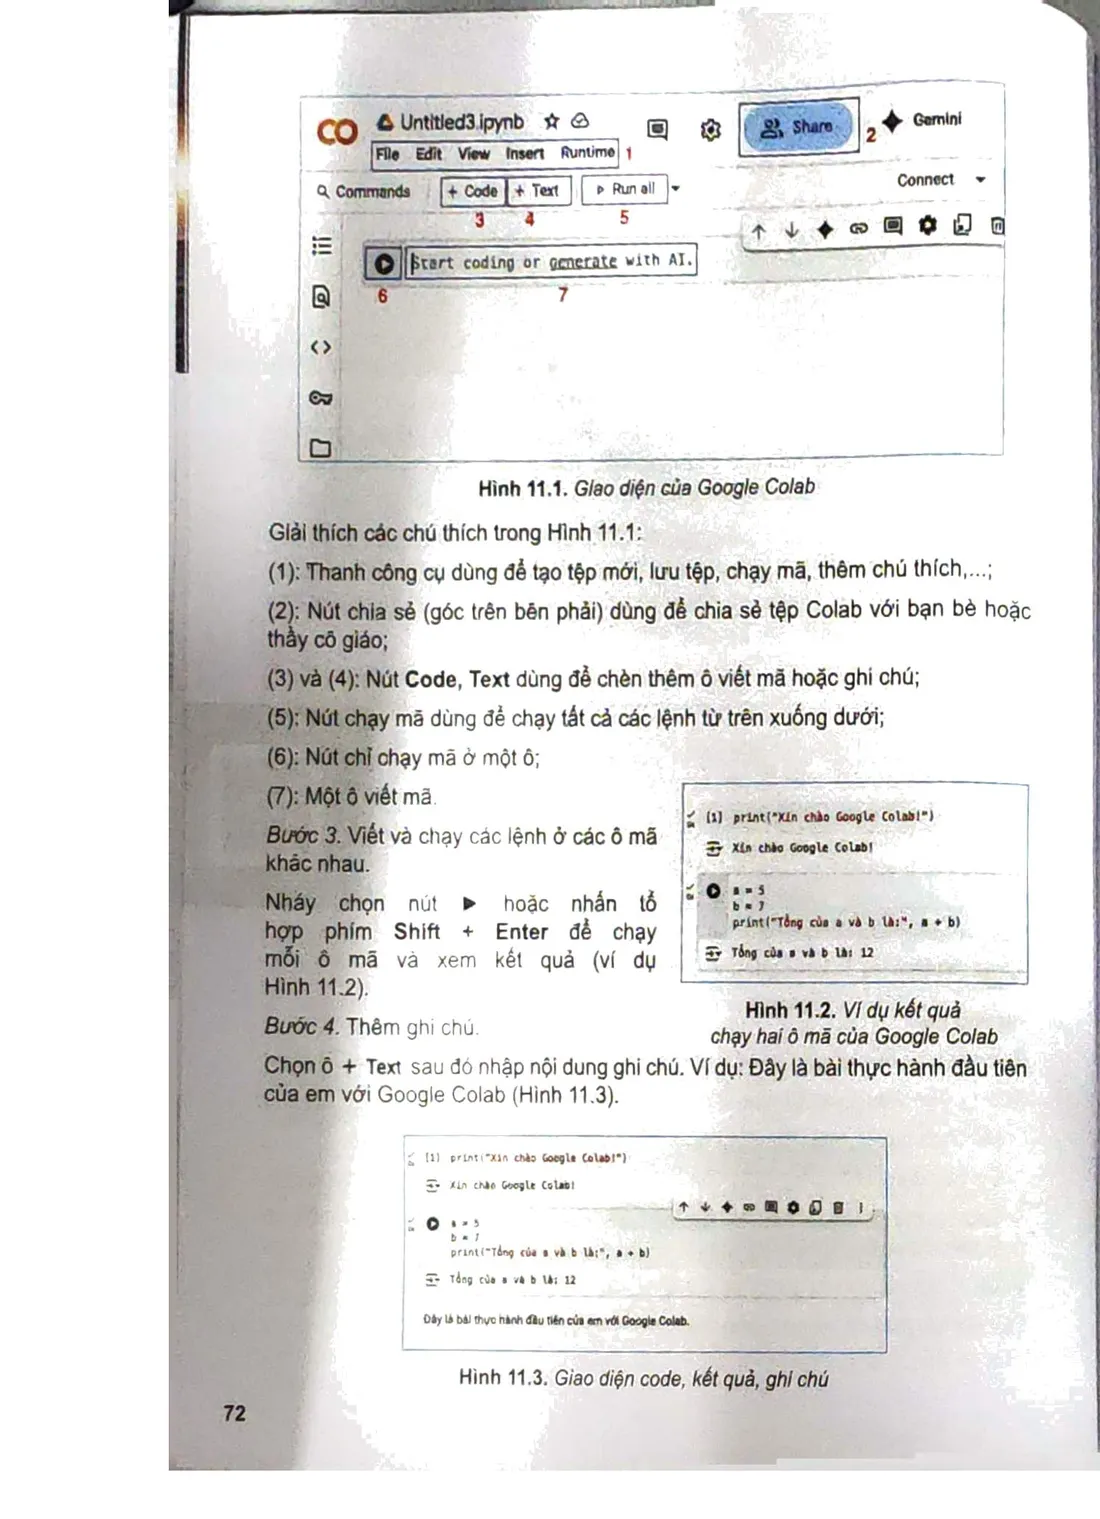 CO Untitled3.ipynb
File Edit View Insert Runtime 1
Share 2 Gemini
Commands + Code + Text Run all Connect
3 4 5
Start coding or generate with AI.
6 7
Hình 11.1. Giao diện của Google Colab
Giải thích các chú thích trong Hình 11.1:
(1): Thanh công cụ dùng để tạo tệp mới, lưu tệp, chạy mã, thêm chú thích,...;
(2): Nút chia sẻ (góc trên bên phải) dùng để chia sẻ tệp Colab với bạn bè hoặc
thầy cô giáo;
(3) và (4): Nút Code, Text dùng để chèn thêm ô viết mã hoặc ghi chú;
(5): Nút chạy mã dùng để chạy tất cả các lệnh từ trên xuống dưới;
(6): Nút chỉ chạy mã ở một ô;
(7): Một ô viết mã.
Bước 3. Viết và chạy các lệnh ở các ô mã
khác nhau.
Nháy chọn nút ▶ hoặc nhấn tổ
hợp phím Shift + Enter để chạy
mỗi ô mã và xem kết quả (ví dụ
Hình 11.2).
[1] print("Xin chào Google Colab!")
Xin chào Google Colab!
a = 5
b = 7
print("Tổng của a và b là:", a + b)
Tổng của a và b là: 12
Hình 11.2. Ví dụ kết quả
chạy hai ô mã của Google Colab
Bước 4. Thêm ghi chú.
Chọn ô + Text sau đó nhập nội dung ghi chú. Ví dụ: Đây là bài thực hành đầu tiên
của em với Google Colab (Hình 11.3).
[1] print("Xin chào Google Colab!")
Xin chào Google Colab!
a = 5
b = 7
print("Tổng của a và b là:", a + b)
Tổng của a và b là: 12
Đây là bài thực hành đầu tiên của em với Google Colab.
Hình 11.3. Giao diện code, kết quả, ghi chú
72